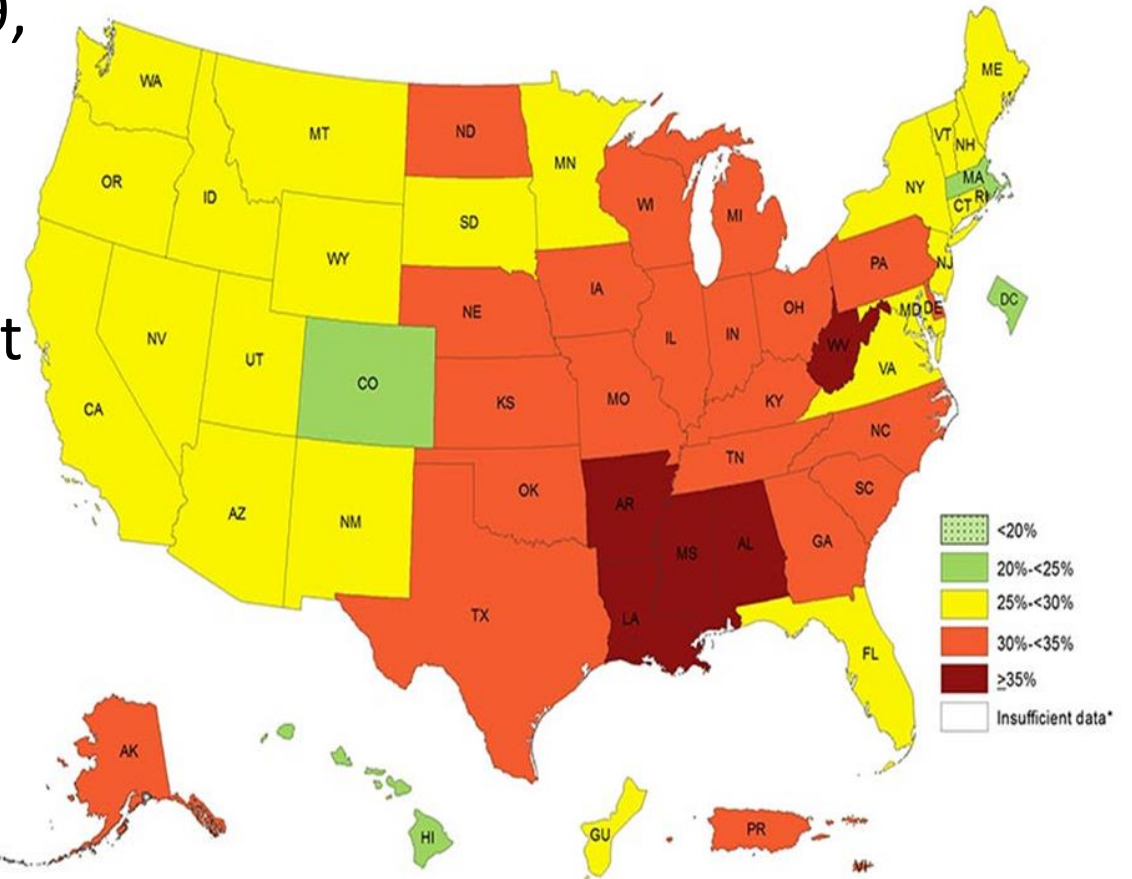 t
WA
OR
CA
NV
ID
MT
WY
UT
CO
AZ
NM
ND
SD
NE
KS
OK
TX
MN
IA
MO
AR
LA
WI
IL
MI
IN
OH
KY
TN
MS
AL
GA
FL
SC
NC
VA
WV
PA
NY
VT
NH
ME
MA
RI
CT
NJ
MD
DE
DC
AK
HI
GU
PR
VI
<20%
20%-<25%
25%-<30%
30%-<35%
≥35%
Insufficient data*